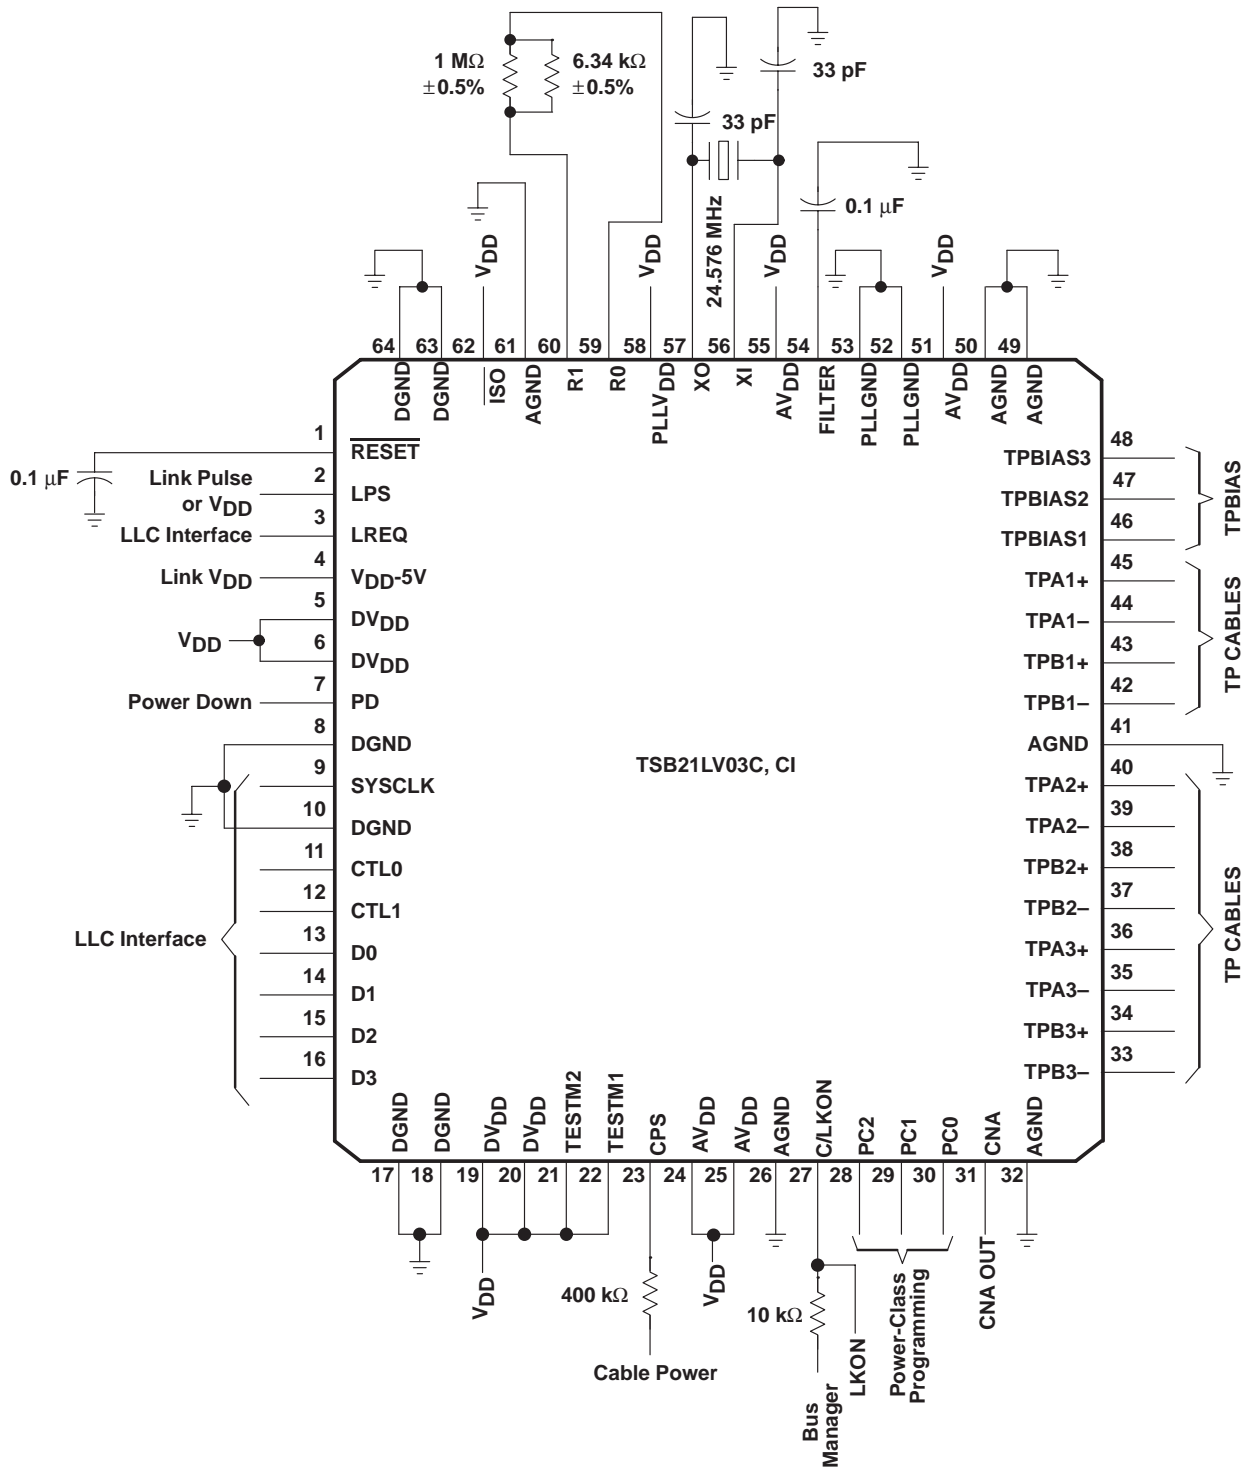 1 MΩ
±0.5%
6.34 kΩ
±0.5%
33 pF
33 pF
24.576 MHz
0.1 µF
VDD
VDD
VDD
VDD
64 63 62 61 60 59 58 57 56 55 54 53 52 51 50 49
DGND
DGND
ISO
AGND
R1
R0
PLLVDD
XO
XI
AVDD
FILTER
PLLGND
PLLGND
AVDD
AGND
AGND
0.1 µF
1
RESET
Link Pulse
or VDD
2
LPS
LLC Interface
3
LREQ
Link VDD
4
VDD-5V
VDD
5
DVDD
6
DVDD
Power Down
7
PD
8
DGND
9
SYSCLK
10
DGND
11
CTL0
12
CTL1
LLC Interface
13
D0
14
D1
15
D2
16
D3
TSB21LV03C, CI
TPBIAS3
48
TPBIAS2
47
TPBIAS1
46
TPBIAS
TPA1+
45
TPA1–
44
TPB1+
43
TPB1–
42
TP CABLES
AGND
41
TPA2+
40
TPA2–
39
TPB2+
38
TPB2–
37
TPA3+
36
TPA3–
35
TPB3+
34
TPB3–
33
TP CABLES
DGND
DGND
DVDD
DVDD
TESTM2
TESTM1
CPS
AVDD
AVDD
AGND
C/LKON
PC2
PC1
PC0
CNA
AGND
17 18 19 20 21 22 23 24 25 26 27 28 29 30 31 32
VDD
400 kΩ
Cable Power
VDD
10 kΩ
Bus
Manager
LKON
Power-Class
Programming
CNA OUT